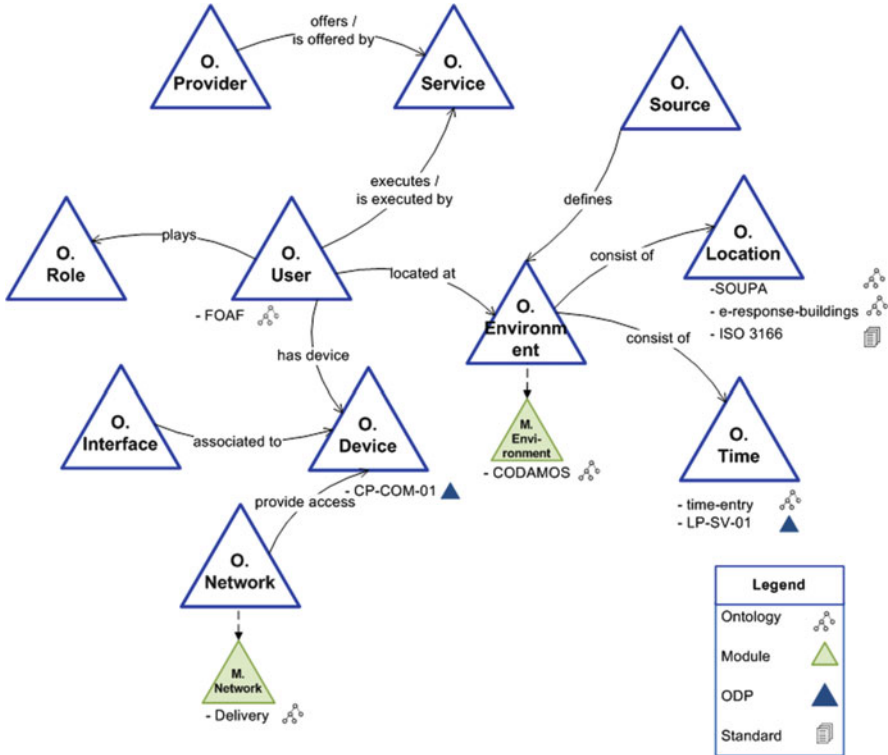 offers /
is offered by
O.
Provider
O.
Service
O.
Source
executes /
is executed by
defines
O.
Role
plays
O.
User
- FOAF
located at
O.
Environm
ent
consist of
O.
Location
-SOUPA
- e-response-buildings
- ISO 3166
consist of
has device
O.
Interface
associated to
O.
Device
- CP-COM-01
M.
Envi-
ronment
- CODAMOS
O.
Time
- time-entry
- LP-SV-01
provide access
O.
Network
M.
Network
- Delivery
Legend
Ontology
Module
ODP
Standard